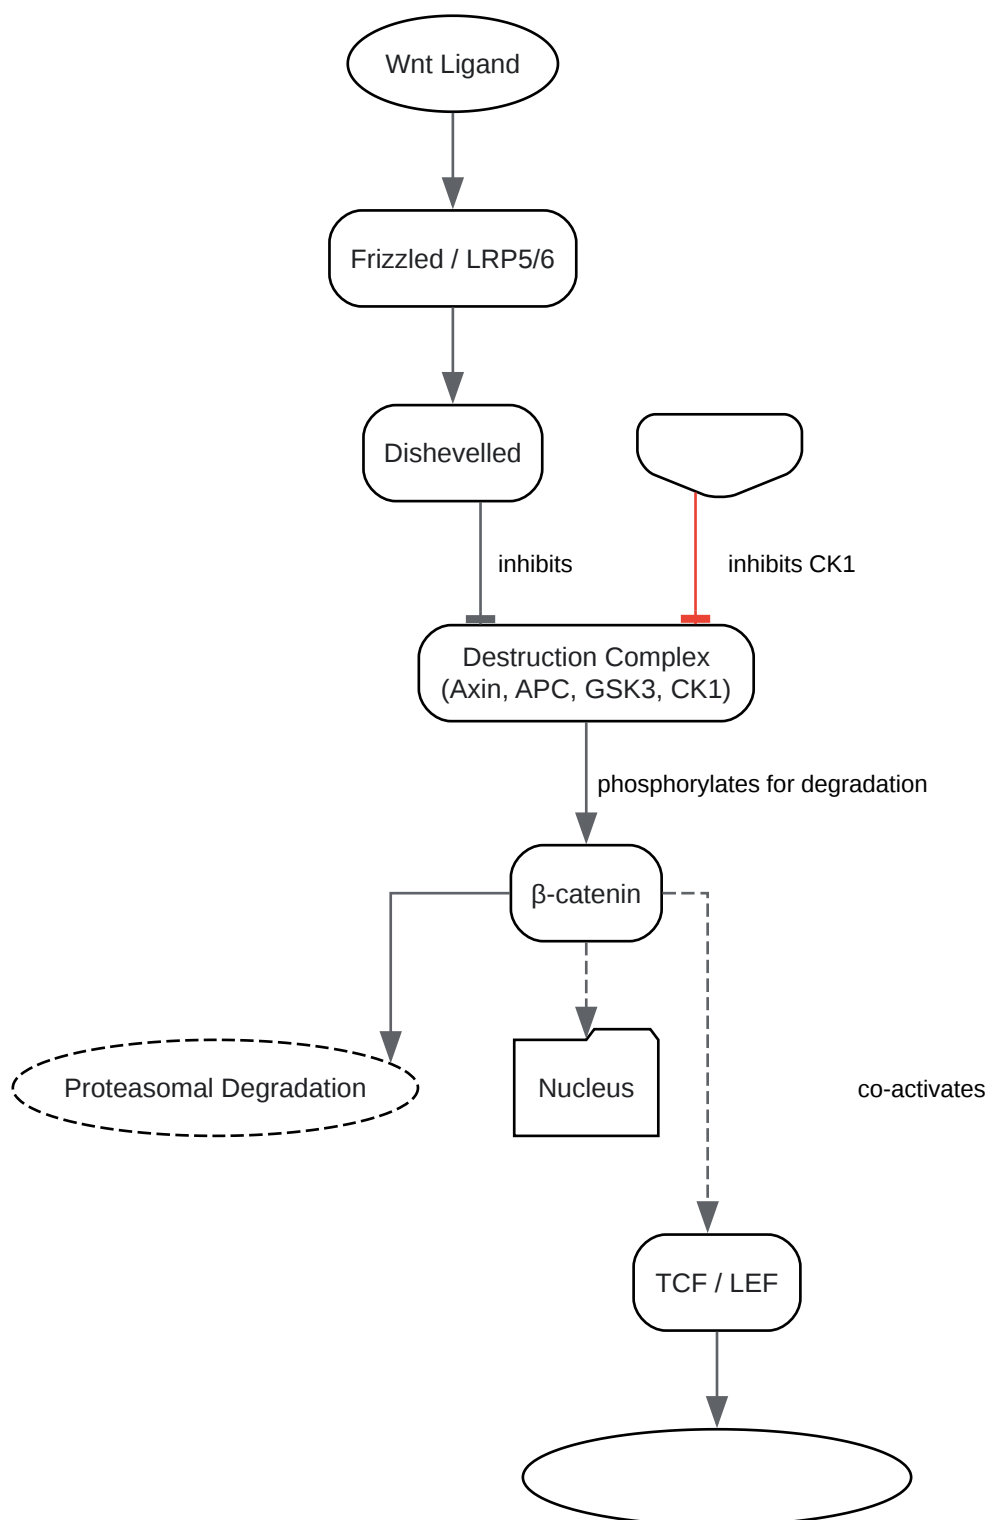 Wnt Ligand
Frizzled / LRP5/6
Dishevelled
inhibits
inhibits CK1
Destruction Complex
(Axin, APC, GSK3, CK1)
phosphorylates for degradation
β-catenin
Proteasomal Degradation
Nucleus
co-activates
TCF / LEF